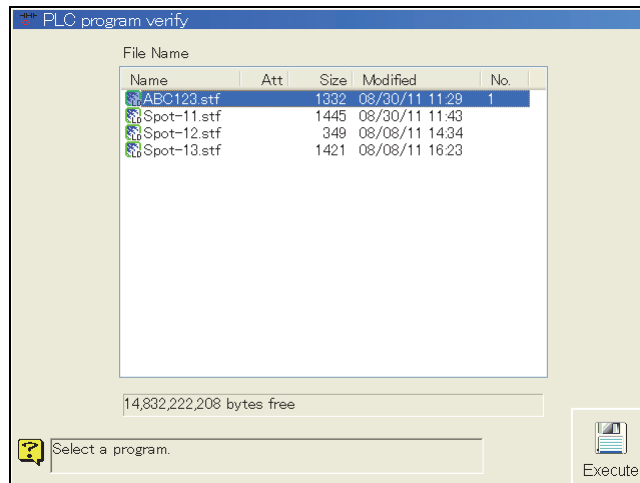 PLC program verify
File Name
Name Att Size Modified No.
ABC123.stf 1332 08/30/11 11:29 1
Spot-11.stf 1445 08/30/11 11:43
Spot-12.stf 349 08/08/11 14:34
Spot-13.stf 1421 08/08/11 16:23
14,832,222,208 bytes free
Select a program.
Execute